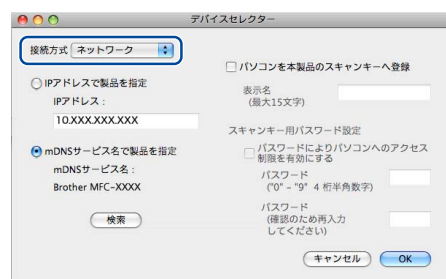 デバイスセレクター
接続方式 ネットワーク
IPアドレスで製品を指定
IPアドレス：
10.XXX.XXX.XXX
mDNSサービス名で製品を指定
mDNSサービス名：
Brother MFC-XXXX
検索
パソコンを本製品のスキャンキーへ登録
表示名
(最大15文字)
スキャンキー用パスワード設定
パスワードによりパソコンへのアクセス
制限を有効にする
パスワード
("0" – "9" 4 桁半角数字)
パスワード
(確認のため再入力
してください)
キャンセル OK